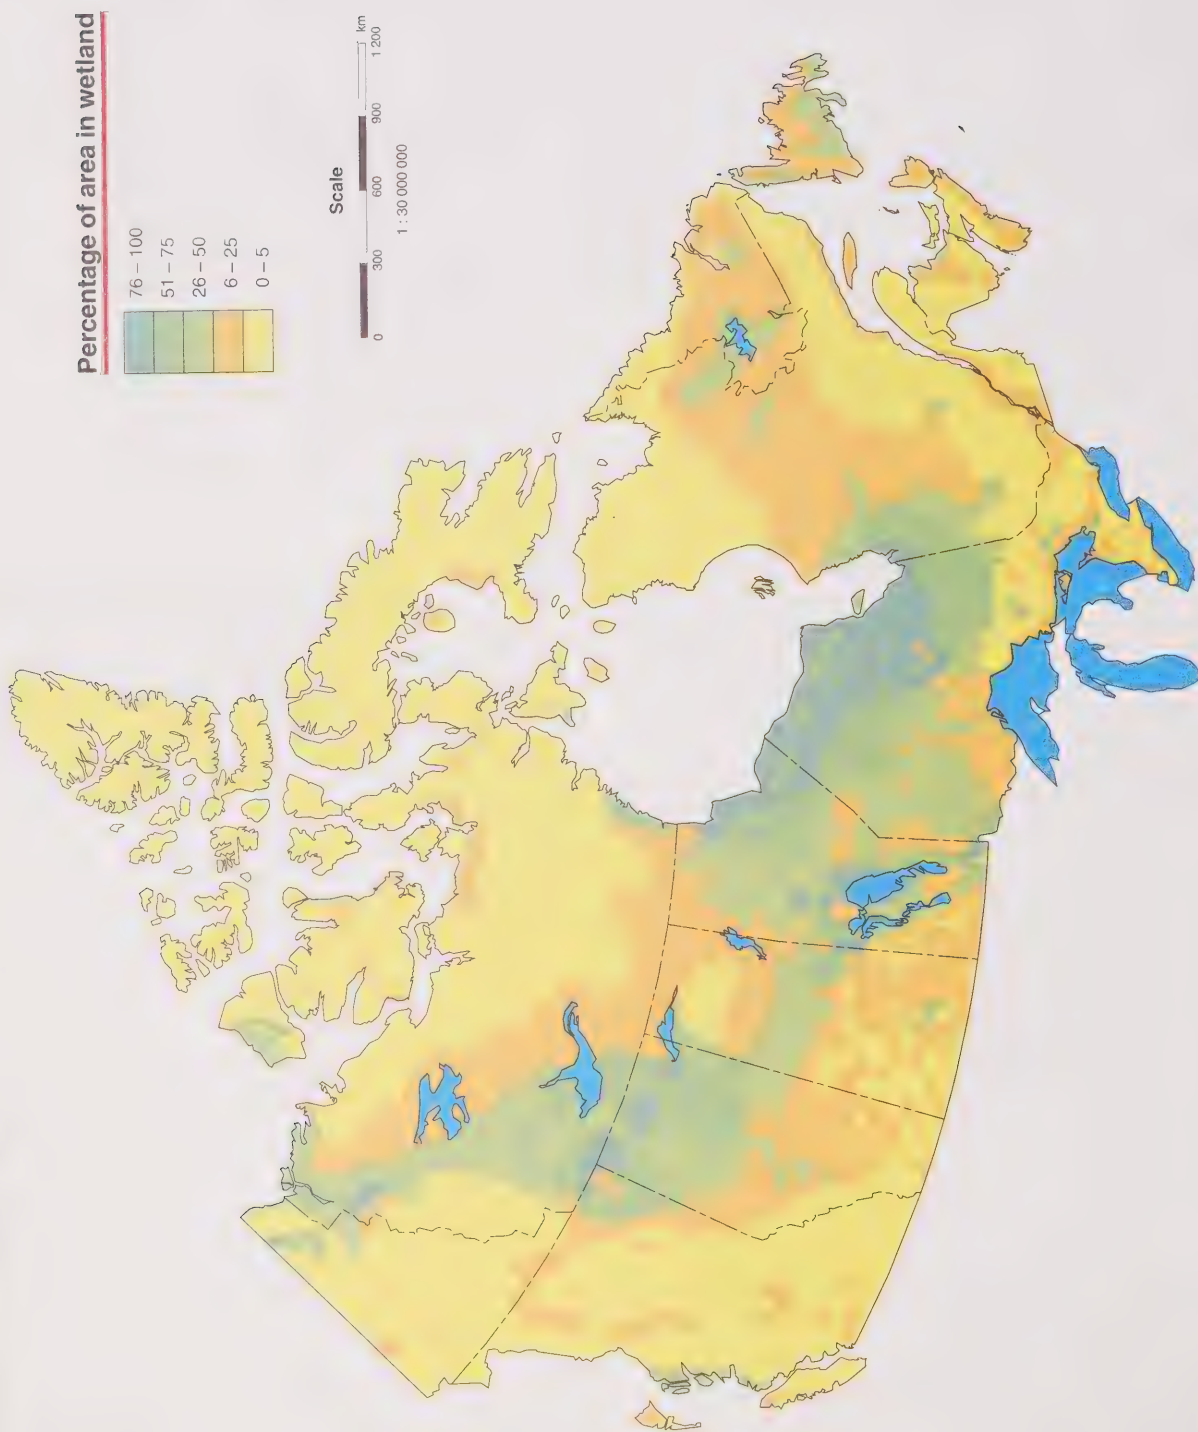 Percentage of area in wetland
76 – 100
51 – 75
26 – 50
6 – 25
0 – 5
Scale
0 300 600 900 1 200 km
1 : 30 000 000